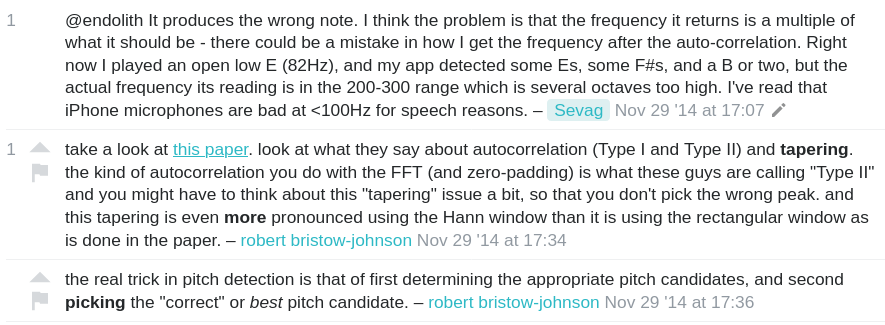 1 @endolith It produces the wrong note. I think the problem is that the frequency it returns is a multiple of
what it should be - there could be a mistake in how I get the frequency after the auto-correlation. Right
now I played an open low E (82Hz), and my app detected some Es, some F#s, and a B or two, but the
actual frequency its reading is in the 200-300 range which is several octaves too high. I've read that
iPhone microphones are bad at <100Hz for speech reasons. – Sevag Nov 29 '14 at 17:07
1 take a look at this paper. look at what they say about autocorrelation (Type I and Type II) and tapering.
the kind of autocorrelation you do with the FFT (and zero-padding) is what these guys are calling "Type II"
and you might have to think about this "tapering" issue a bit, so that you don't pick the wrong peak. and
this tapering is even more pronounced using the Hann window than it is using the rectangular window as
is done in the paper. – robert bristow-johnson Nov 29 '14 at 17:34
the real trick in pitch detection is that of first determining the appropriate pitch candidates, and second
picking the "correct" or best pitch candidate. – robert bristow-johnson Nov 29 '14 at 17:36